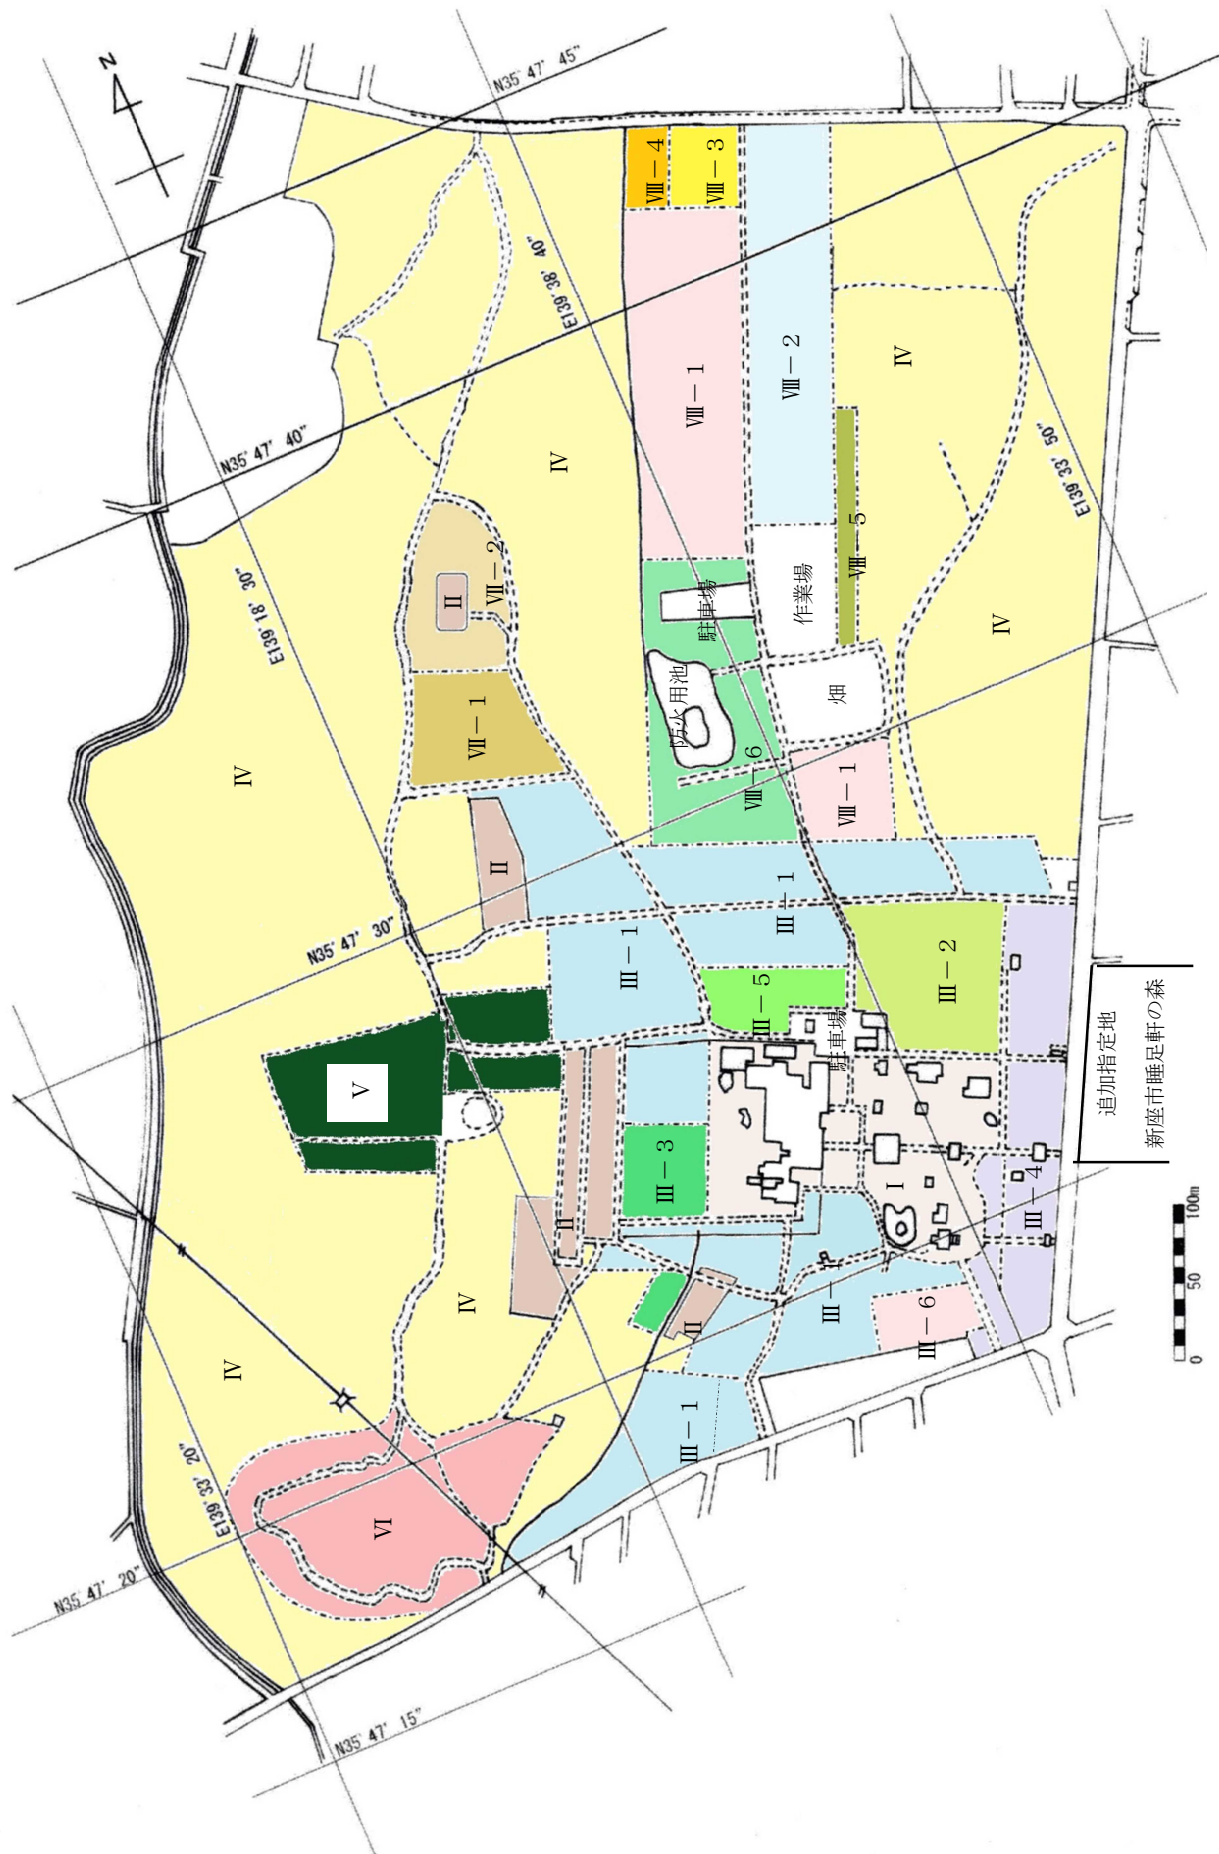 N
N35°47′45″
Ⅷ－4
Ⅷ－3
E139°38′40″
Ⅷ－1
Ⅷ－2
Ⅳ
N35°47′40″
Ⅳ
E139°33′50″
Ⅷ－5
Ⅱ
Ⅶ－2
E139°18′30″
駐車場
作業場
Ⅳ
防火用池
畑
Ⅶ－1
Ⅳ
Ⅷ－6
Ⅷ－1
Ⅱ
Ⅲ－1
N35°47′30″
Ⅲ－1
Ⅲ－2
Ⅲ－5
駐車場
追加指定地
新座市睡足軒の森
Ⅴ
Ⅲ－3
Ⅰ
Ⅲ－4
Ⅱ
100m
50
0
Ⅳ
Ⅲ－1
Ⅱ
Ⅲ－6
Ⅳ
Ⅲ－1
E139°33′20″
Ⅵ
N35°47′20″
N35°47′15″